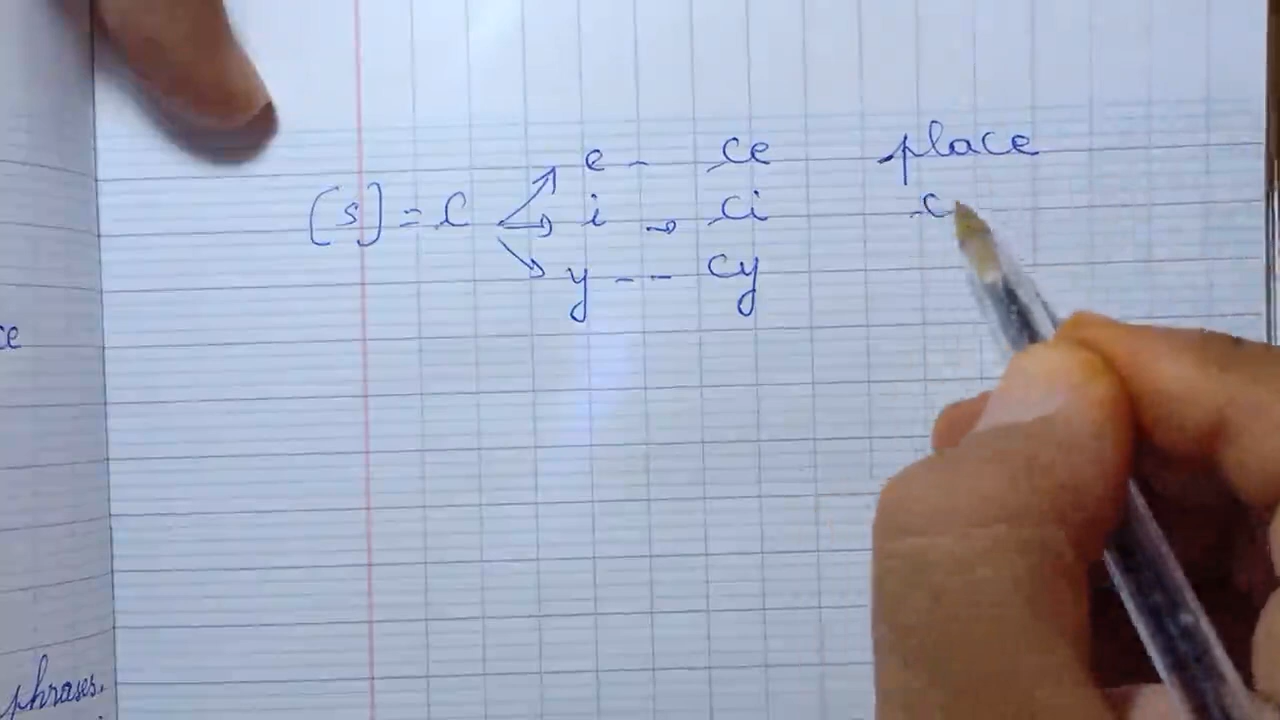 e - ce place
[s] = c i → ci c
y - - cy
ce
phrases.